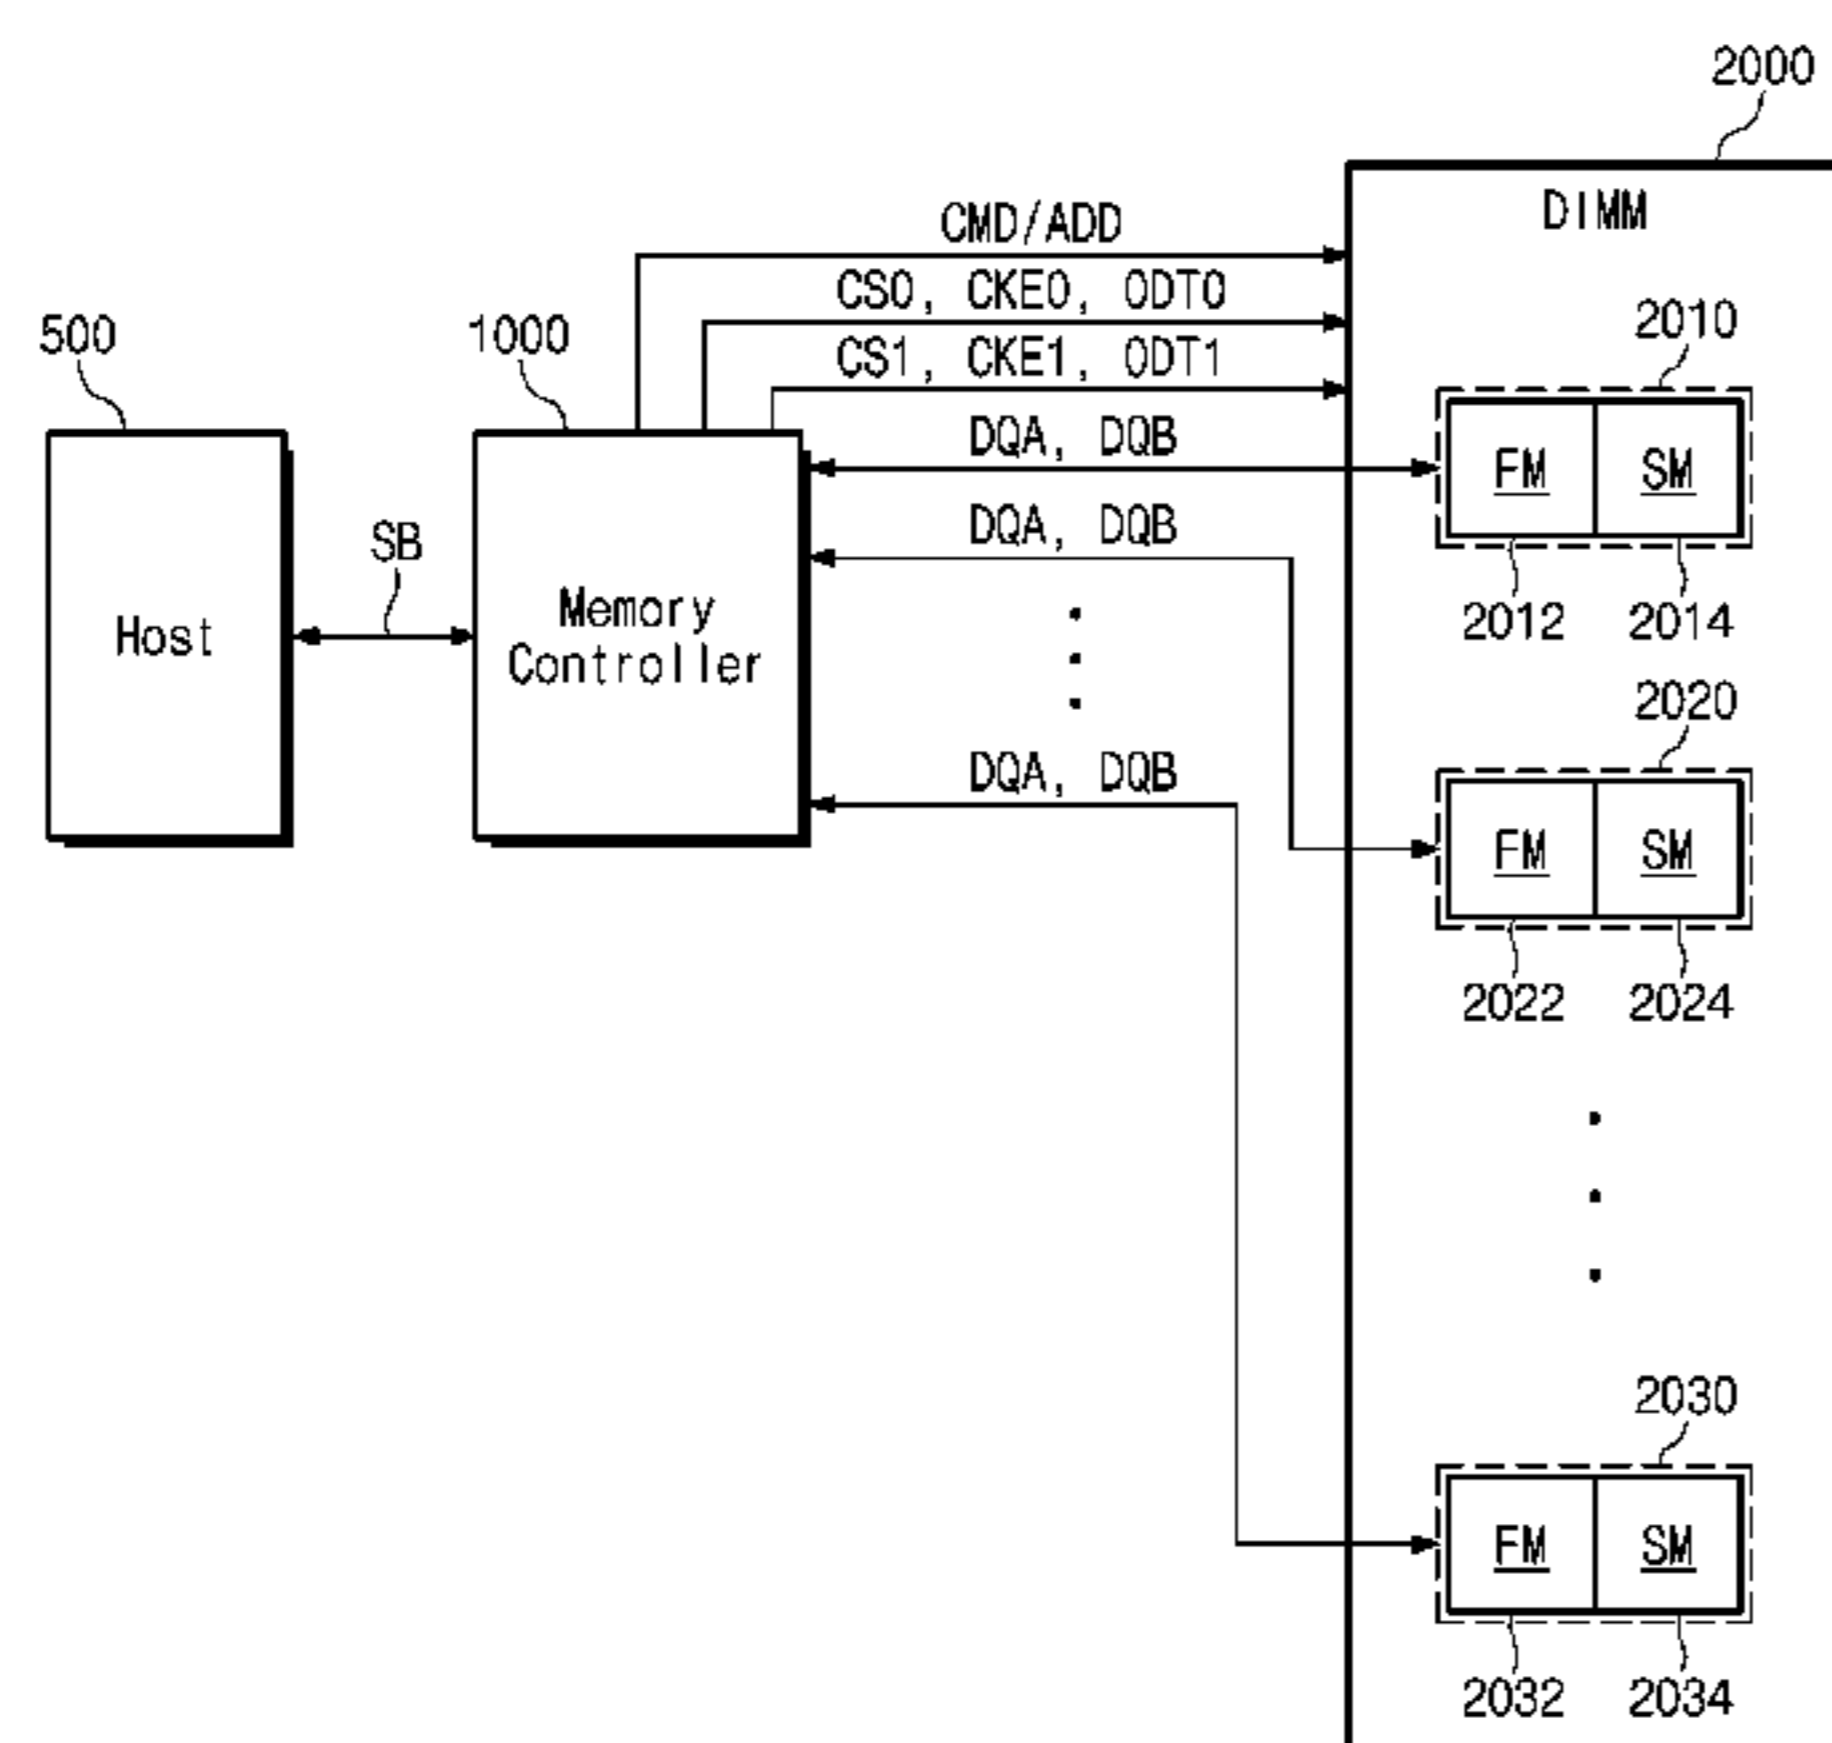 2000
DIMM
CMD/ADD
CS0, CKE0, ODT0
CS1, CKE1, ODT1
500
1000
2010
DQA, DQB
FM SM
DQA, DQB
SB
Host
Memory
Controller
2012 2014
2020
DQA, DQB
FM SM
2022 2024
2030
FM SM
2032 2034